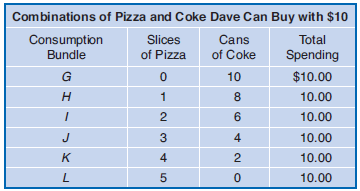 Combinations of Pizza and Coke Dave Can Buy with $10
Consumption Slices Cans Total
Bundle of Pizza of Coke Spending
G 0 10 $10.00
H 1 8 10.00
I 2 6 10.00
J 3 4 10.00
K 4 2 10.00
L 5 0 10.00